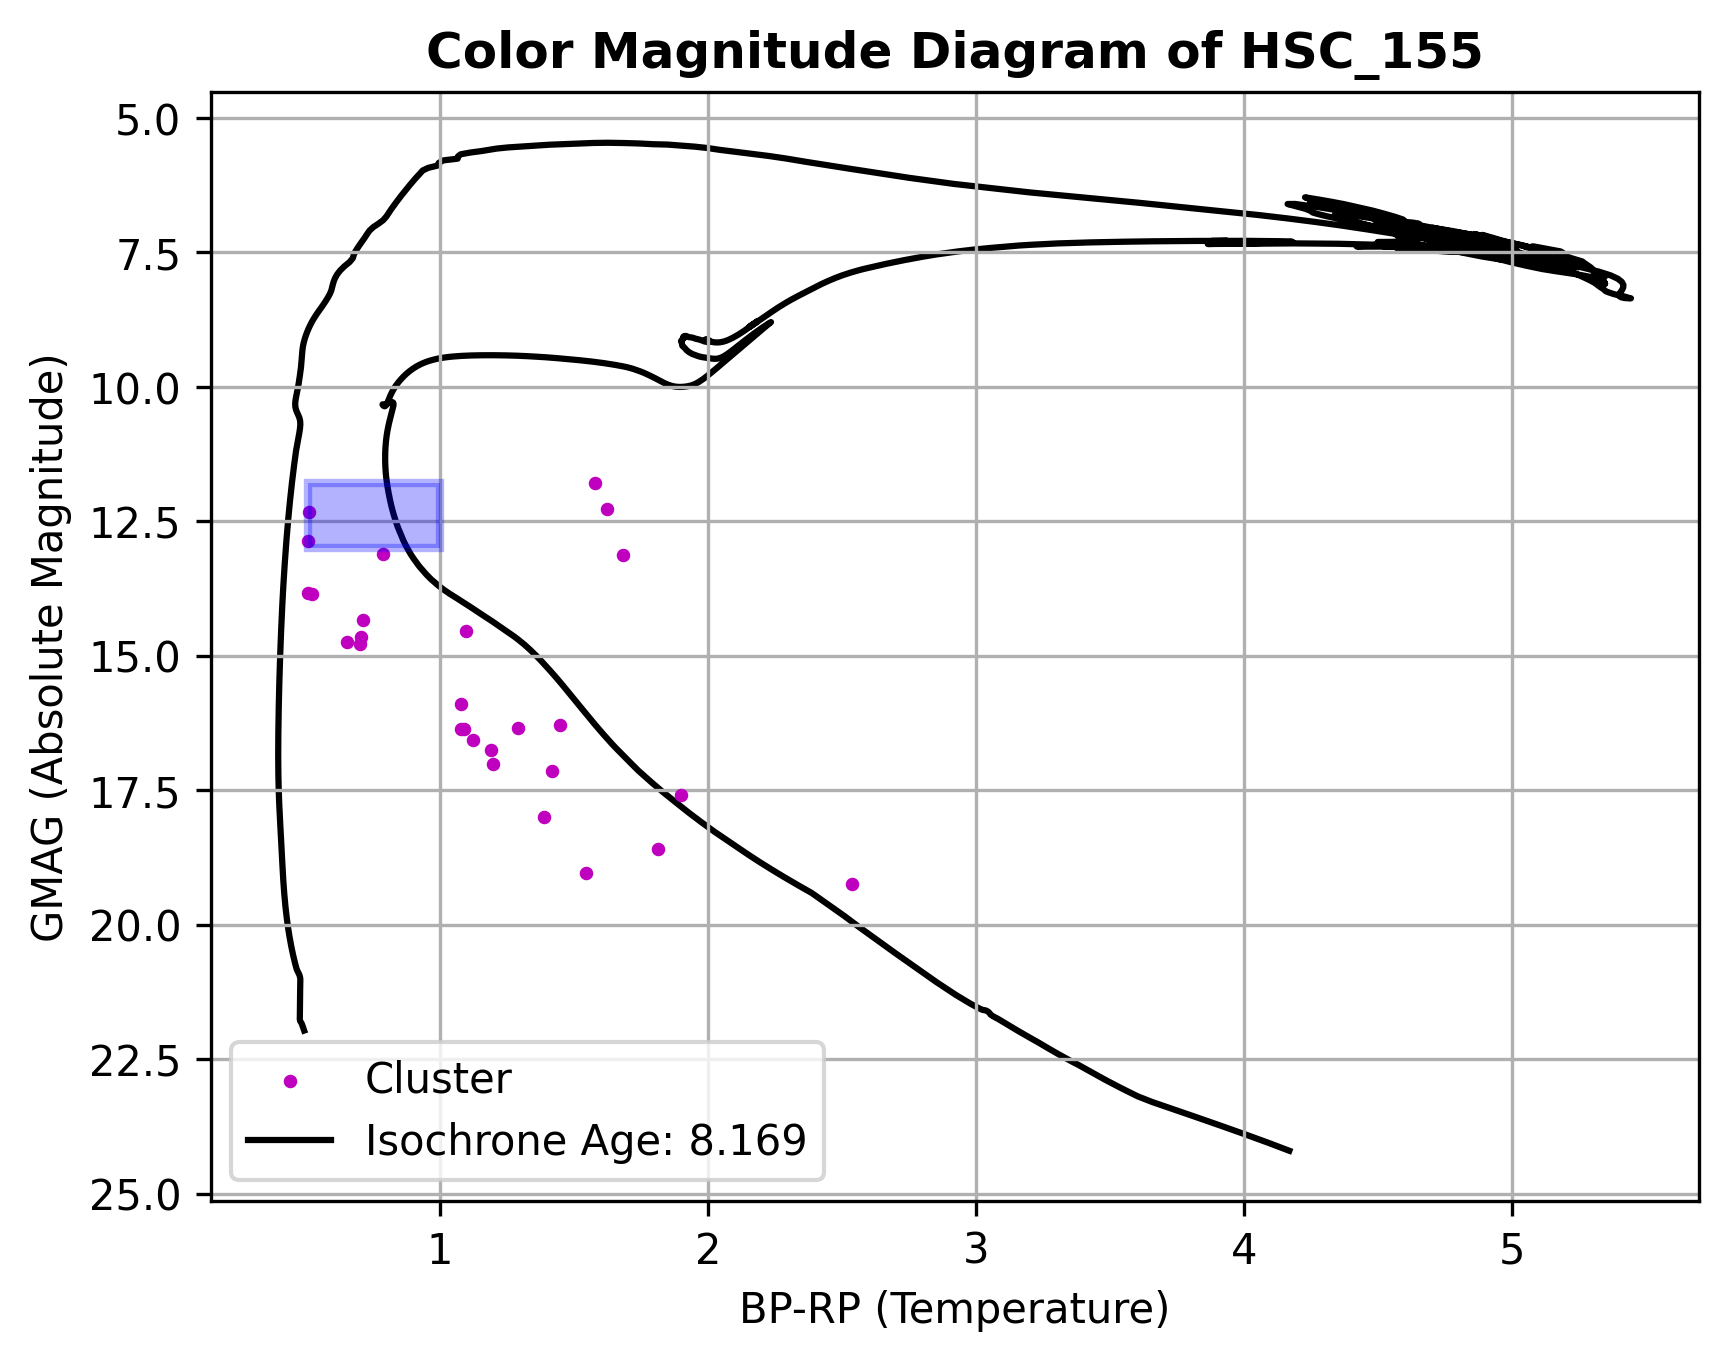 Color Magnitude Diagram of HSC_155
GMAG (Absolute Magnitude)
5.0
7.5
10.0
12.5
15.0
17.5
20.0
22.5
25.0
Cluster
Isochrone Age: 8.169
1 2 3 4 5
BP-RP (Temperature)